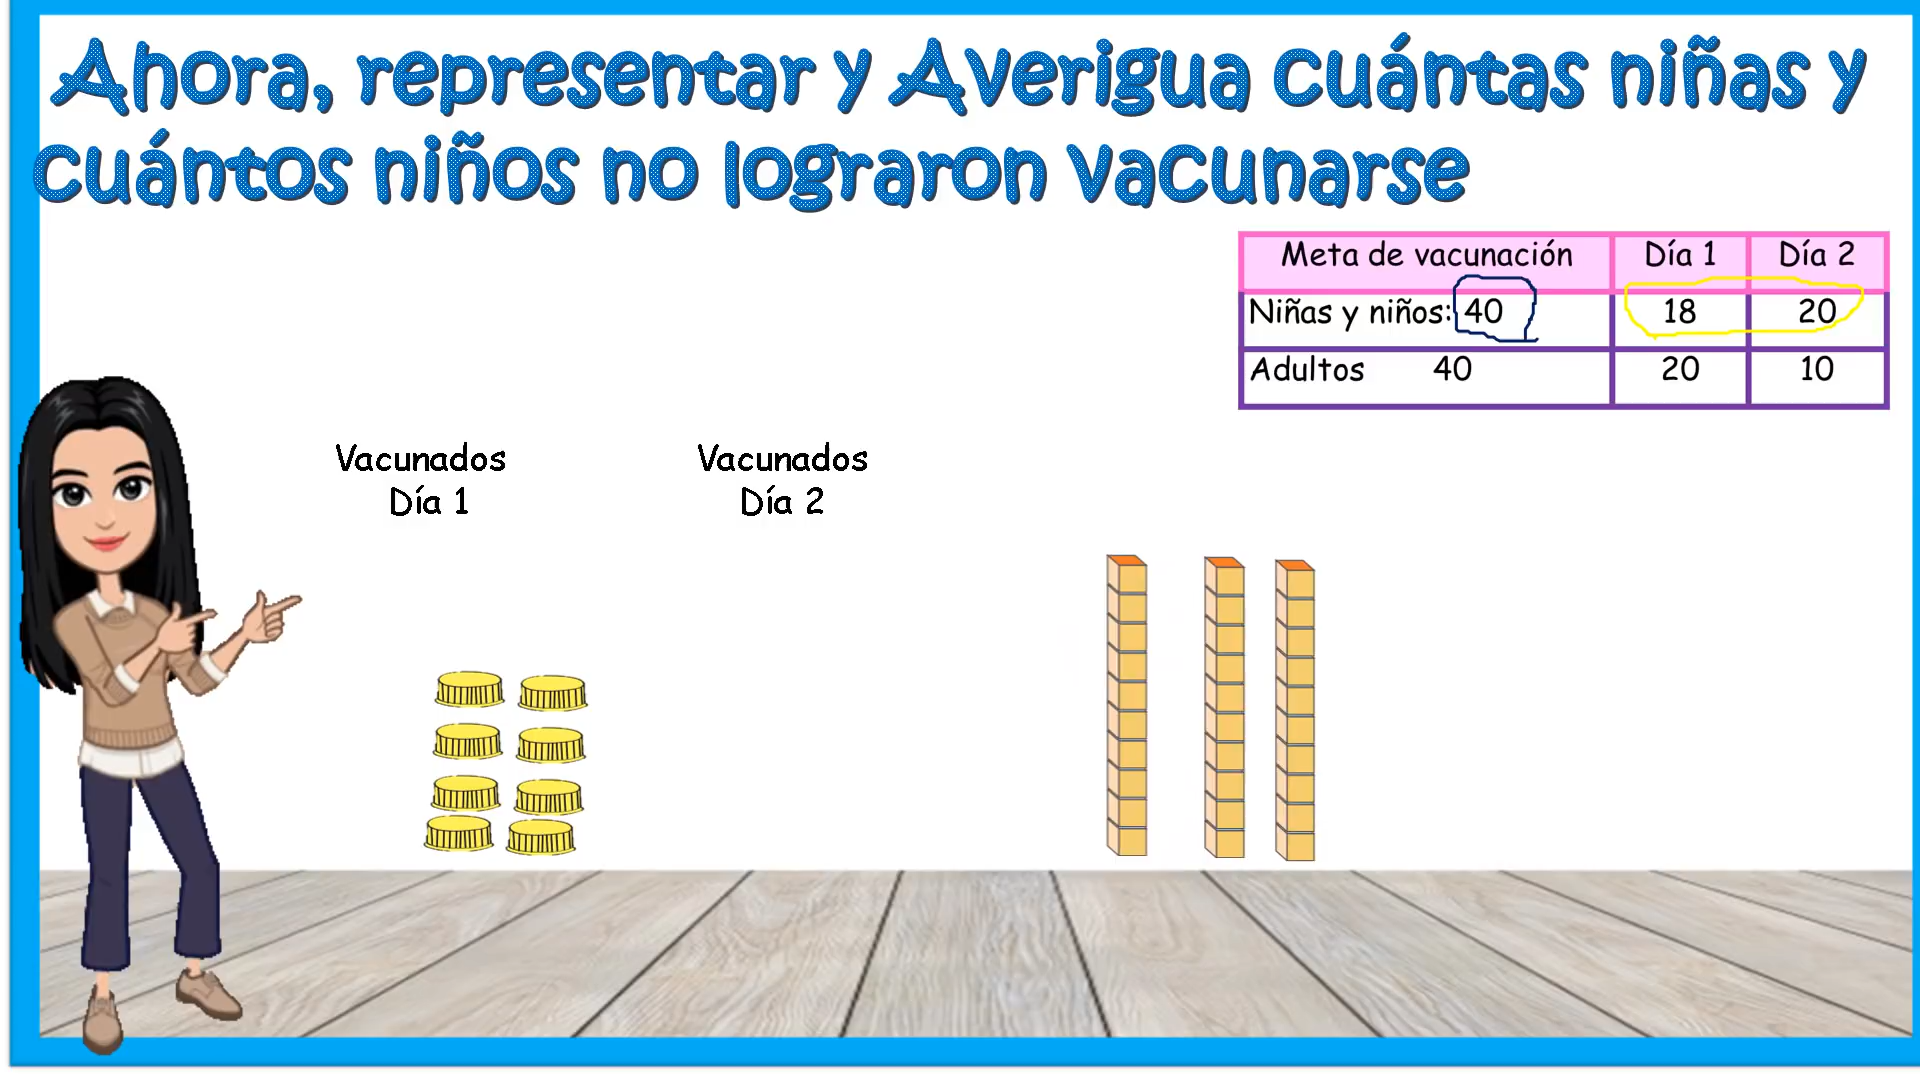 Ahora, representar y Averigua cuántas niñas y
cuántos niños no lograron vacunarse
Meta de vacunación Día 1 Día 2
Niñas y niños: 40 18 20
Adultos 40 20 10
Vacunados
Día 1
Vacunados
Día 2